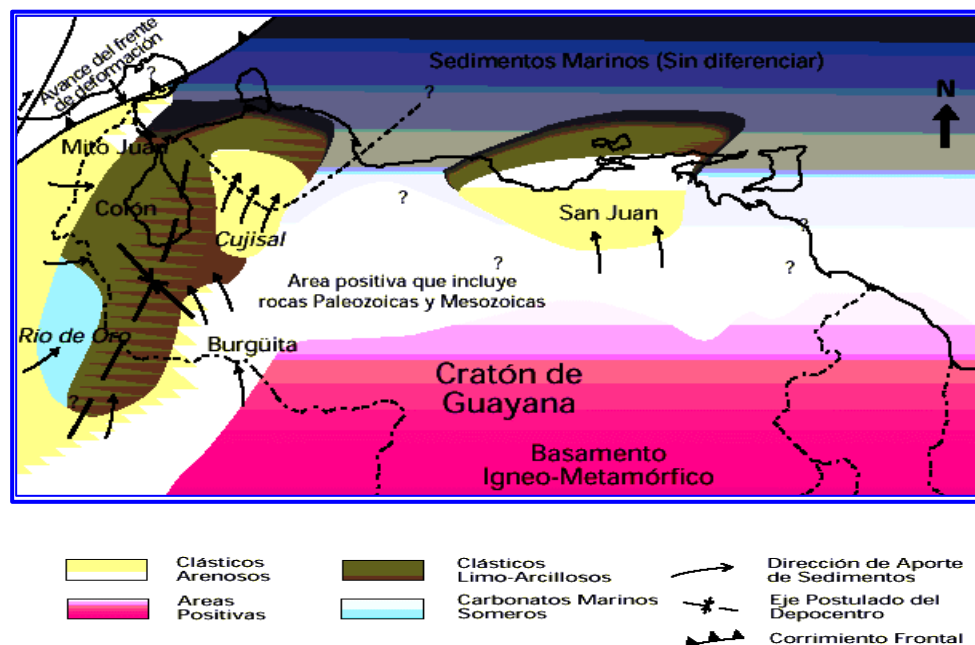 Avance del frente
de deformación
?
Sedimentos Marinos (Sin diferenciar)
?
N
Mito Juan
Colón
Cujisal
?
San Juan
?
?
?
Area positiva que incluye
rocas Paleozoicas y Mesozoicas
Rio de Oro
Burgüita
Cratón de
Guayana
?
Basamento
Igneo-Metamórfico
Clásticos
Arenosos
Clásticos
Limo-Arcillosos
Dirección de Aporte
de Sedimentos
Areas
Positivas
Carbonatos Marinos
Someros
Eje Postulado del
Depocentro
Corrimiento Frontal